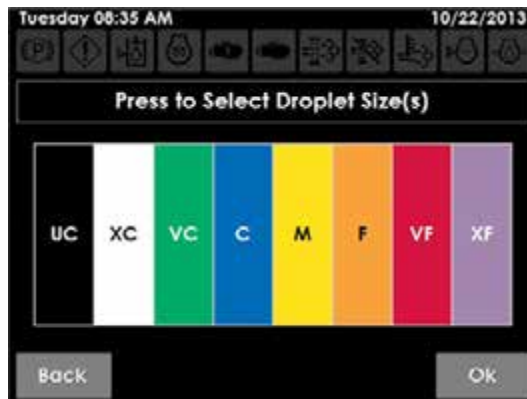 Tuesday 08:35 AM 10/22/2013
Press to Select Droplet Size(s)
UC XC VC C M F VF XF
Back Ok